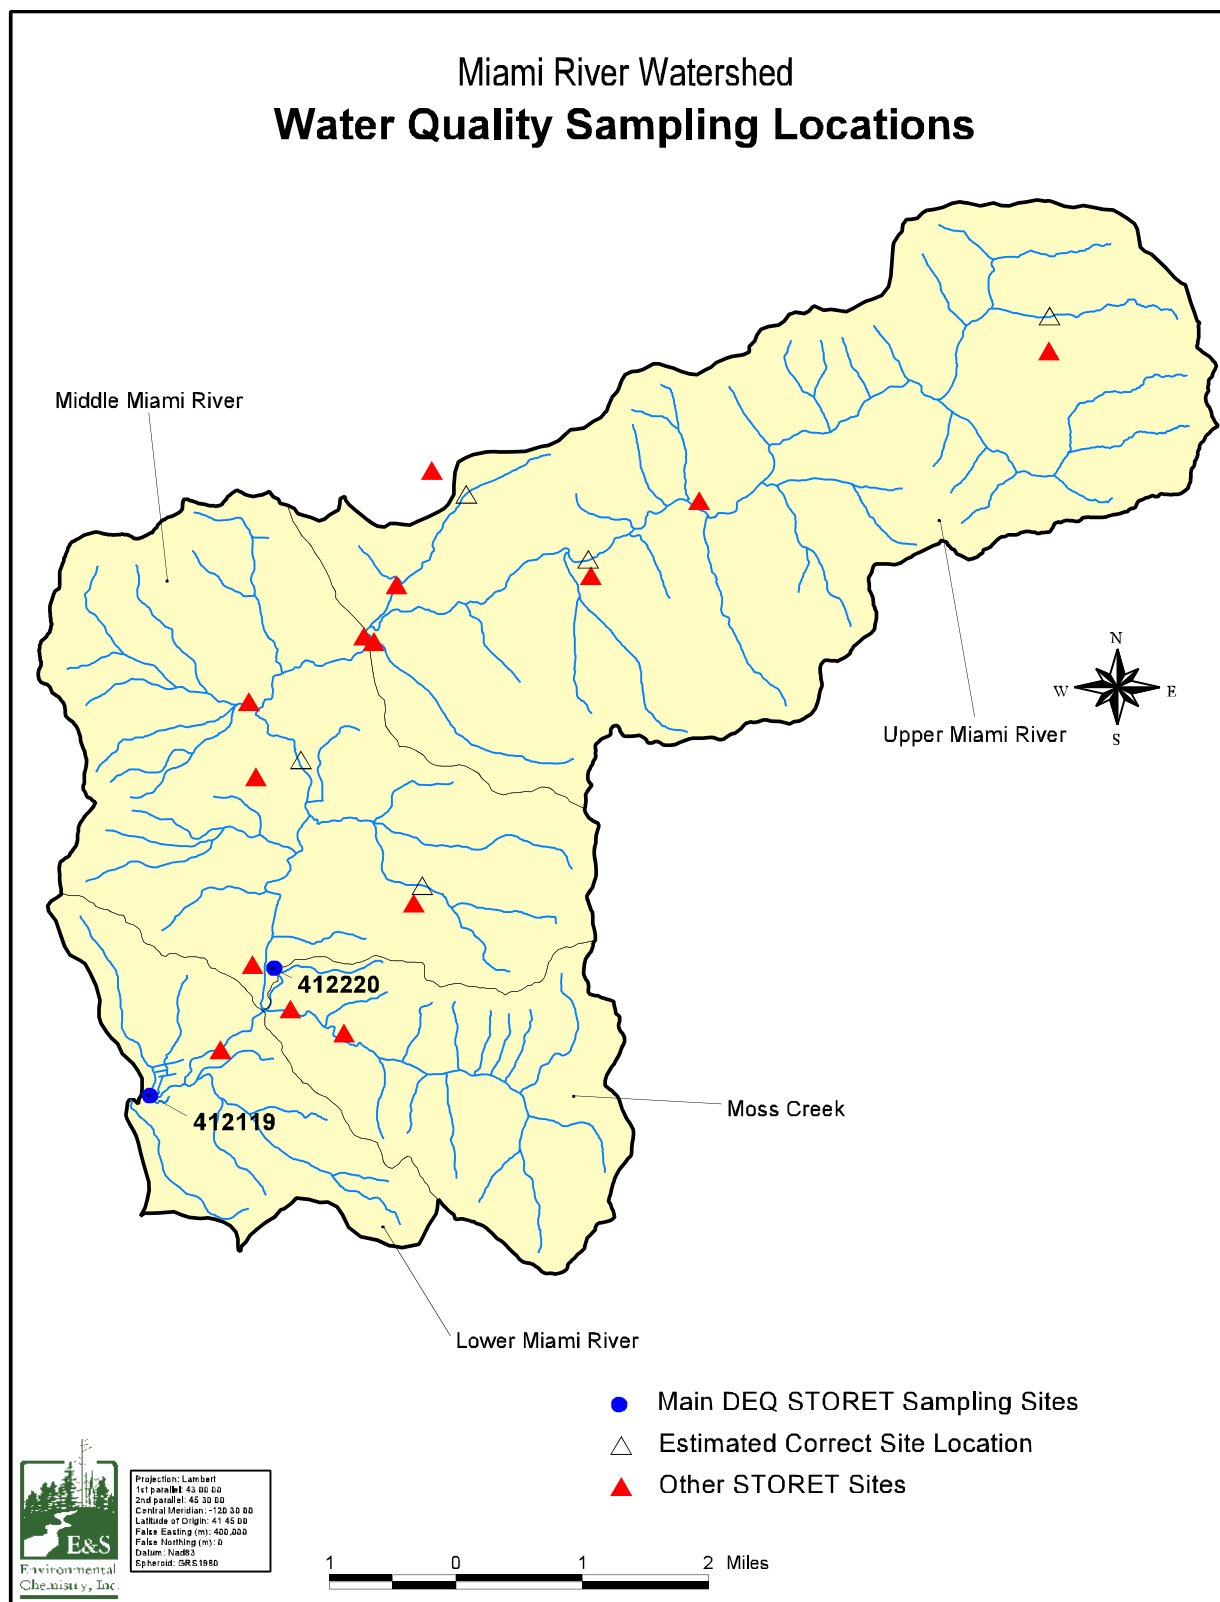 Miami River Watershed
Water Quality Sampling Locations
Middle Miami River
N
W E
S
Upper Miami River
412220
412119
Moss Creek
Lower Miami River
Main DEQ STORET Sampling Sites
Estimated Correct Site Location
Other STORET Sites
E&S
Environmental
Chemistry, Inc.
Projection: Lambert
1st parallel: 43 00 00
2nd parallel: 45 30 00
Central Meridian: -120 30 00
Latitude of Origin: 41 45 00
False Easting (m): 400,000
False Northing (m): 0
Datum: Nad83
Spheroid: GRS1980
1 0 1 2 Miles